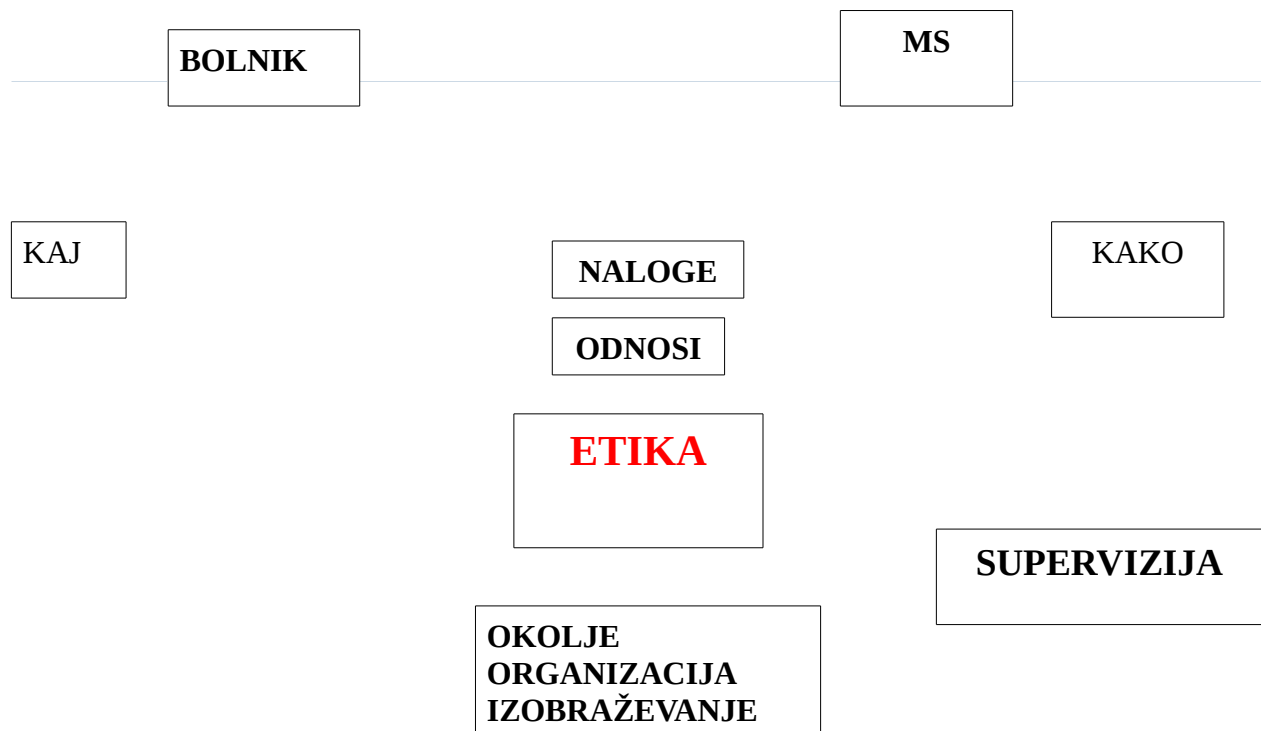 BOLNIK
MS
KAJ
NALOGE
KAKO
ODNOSI
ETIKA
SUPERVIZIJA
OKOLJE
ORGANIZACIJA
IZOBRAŽEVANJE